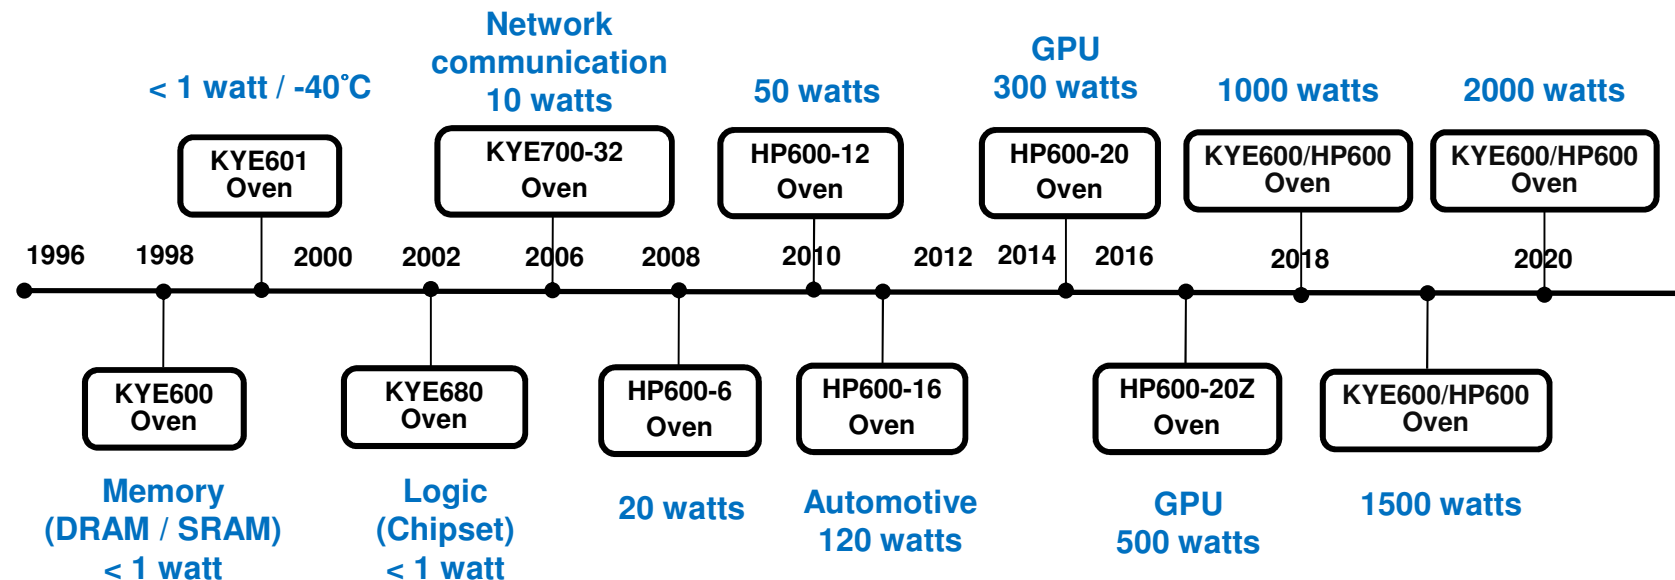 Network
communication
10 watts
GPU
300 watts
< 1 watt / -40°C
50 watts
1000 watts
2000 watts
KYE601
Oven
KYE700-32
Oven
HP600-12
Oven
HP600-20
Oven
KYE600/HP600
Oven
KYE600/HP600
Oven
1996 1998 2000 2002 2006 2008 2010 2012 2014 2016 2018 2020
KYE600
Oven
KYE680
Oven
HP600-6
Oven
HP600-16
Oven
HP600-20Z
Oven
KYE600/HP600
Oven
Memory
(DRAM / SRAM)
< 1 watt
Logic
(Chipset)
< 1 watt
20 watts
Automotive
120 watts
GPU
500 watts
1500 watts